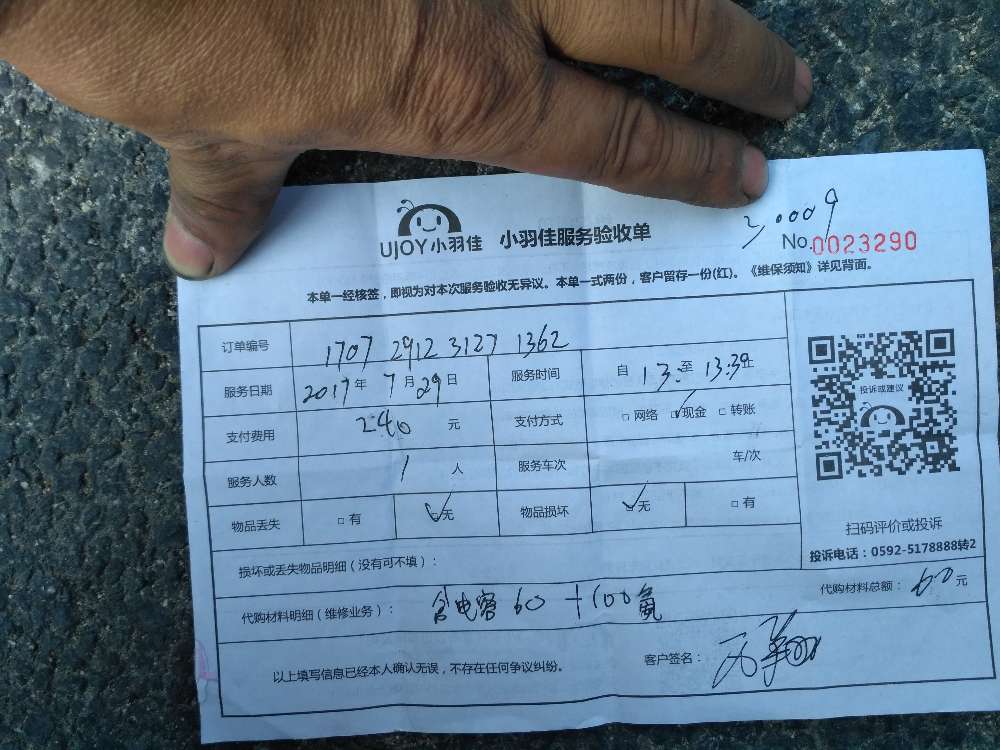 UJOY小羽佳 小羽佳服务验收单
No.0023290
本单一经核签，即视为对本次服务验收无异议。本单一式两份，客户留存一份(红)。《维保须知》详见背面。
订单编号 1707 2912 3127 1362
服务日期 2017年 7月29日 服务时间 自 13: 至 13:39止
支付费用 240 元 支付方式 □网络 ☑现金 □转账
服务人数 1 人 服务车次 车/次
物品丢失 □有 ☑无 物品损坏 ☑无 □有
投诉或建议
扫码评价或投诉
投诉电话：0592-5178888转2
损坏或丢失物品明细（没有可不填）：
代购材料明细（维修业务）： 含电容60+100氟 代购材料总额： 60元
以上填写信息已经本人确认无误，不存在任何争议纠纷。 客户签名：